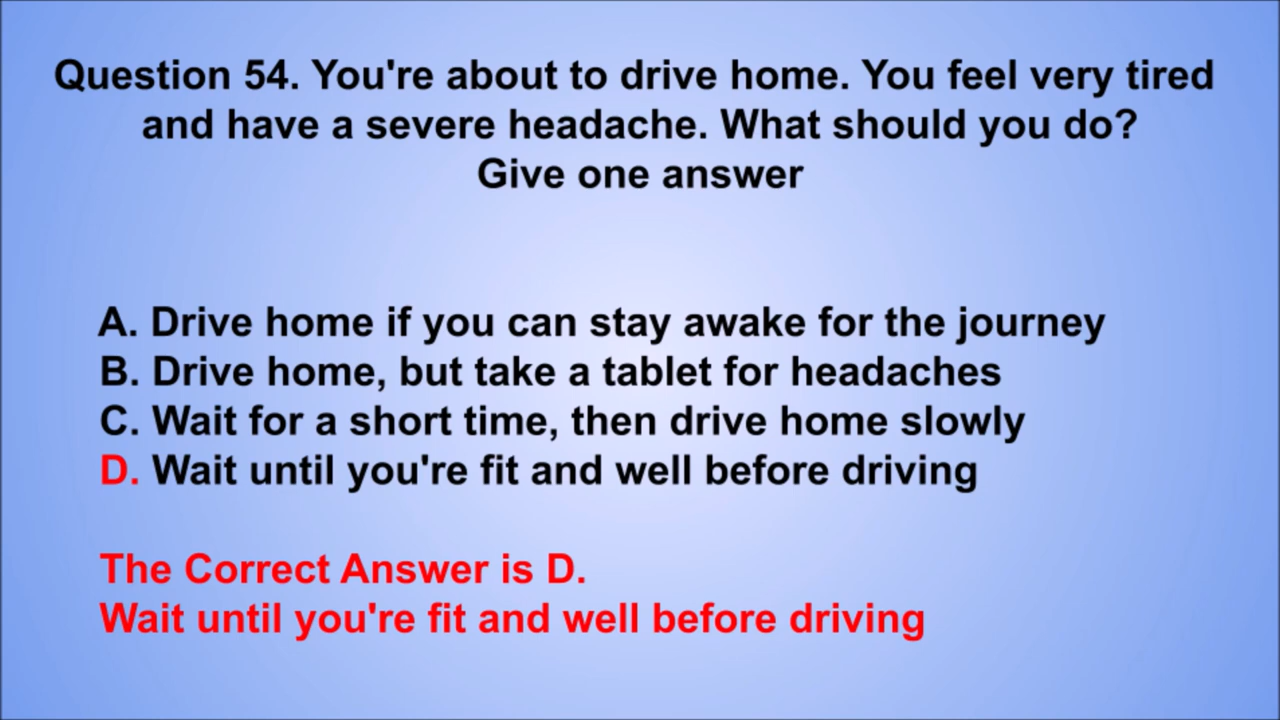 Question 54. You're about to drive home. You feel very tired
and have a severe headache. What should you do?
Give one answer
A. Drive home if you can stay awake for the journey
B. Drive home, but take a tablet for headaches
C. Wait for a short time, then drive home slowly
D. Wait until you're fit and well before driving
The Correct Answer is D.
Wait until you're fit and well before driving